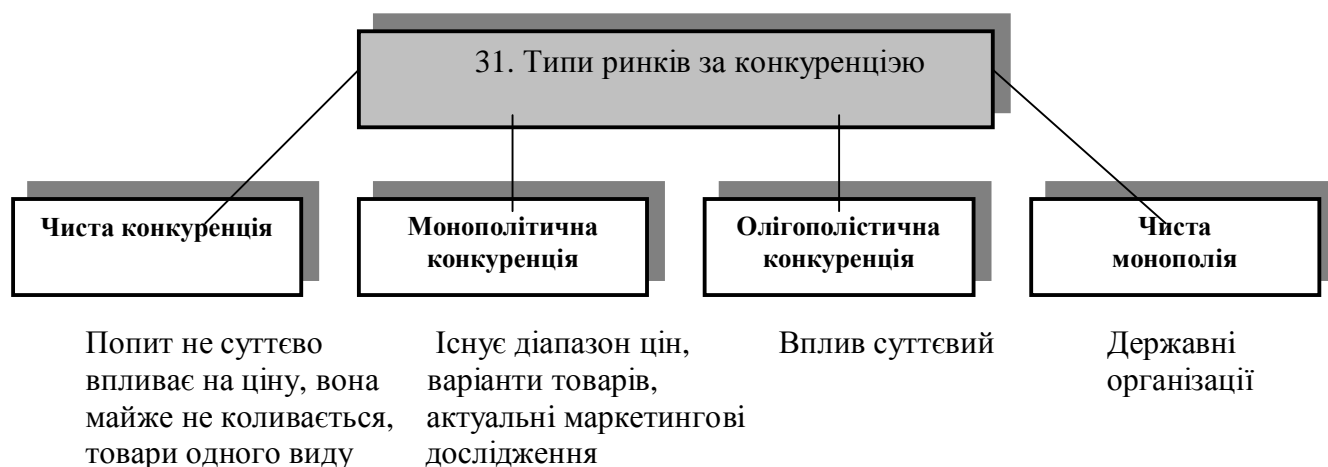 31. Типи ринків за конкуренціэю
Чиста конкуренція
Монополітична
конкуренція
Олігополістична
конкуренція
Чиста
монополія
Попит не суттєво
впливає на ціну, вона
майже не коливається,
товари одного виду
Існує діапазон цін,
варіанти товарів,
актуальні маркетингові
дослідження
Вплив суттєвий
Державні
організації